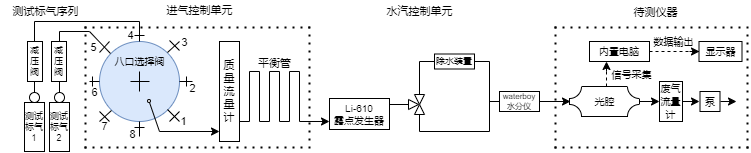 测试标气序列
进气控制单元
水汽控制单元
待测仪器
减压阀
减压阀
测试标气1
测试标气2
八口选择阀
1
2
3
4
5
6
7
8
质量流量计
平衡管
Li-610
露点发生器
除水装置
waterboy
水分仪
内置电脑
数据输出
显示器
信号采集
光腔
废气流量计
泵